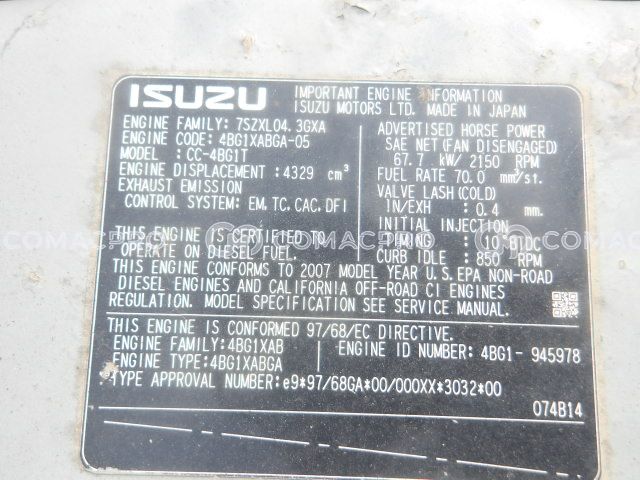 ISUZU
IMPORTANT ENGINE INFORMATION
ISUZU MOTORS LTD. MADE IN JAPAN
ENGINE FAMILY: 7SZXL04.3GXA
ENGINE CODE: 4BG1XABGA-05
MODEL: CC-4BG1T
ENGINE DISPLACEMENT: 4329 cm³
EXHAUST EMISSION
CONTROL SYSTEM: EM, TC, CAC, DFI
ADVERTISED HORSE POWER
SAE NET (FAN DISENGAGED)
67.7 kW/ 2150 RPM
FUEL RATE 70.0 mm³/st.
VALVE LASH (COLD)
IN/EXH : 0.4 mm.
INITIAL INJECTION
TIMING : 10°BTDC
CURB IDLE : 850 RPM
THIS ENGINE IS CERTIFIED TO
OPERATE ON DIESEL FUEL.
THIS ENGINE CONFORMS TO 2007 MODEL YEAR U.S. EPA NON-ROAD
DIESEL ENGINES AND CALIFORNIA OFF-ROAD CI ENGINES
REGULATION. MODEL SPECIFICATION SEE SERVICE MANUAL.
THIS ENGINE IS CONFORMED 97/68/EC DIRECTIVE.
ENGINE FAMILY: 4BG1XAB
ENGINE ID NUMBER: 4BG1- 945978
ENGINE TYPE: 4BG1XABGA
TYPE APPROVAL NUMBER: e9*97/68GA*00/000XX*3032*00
074B14
COMACPRO
COMACPRO